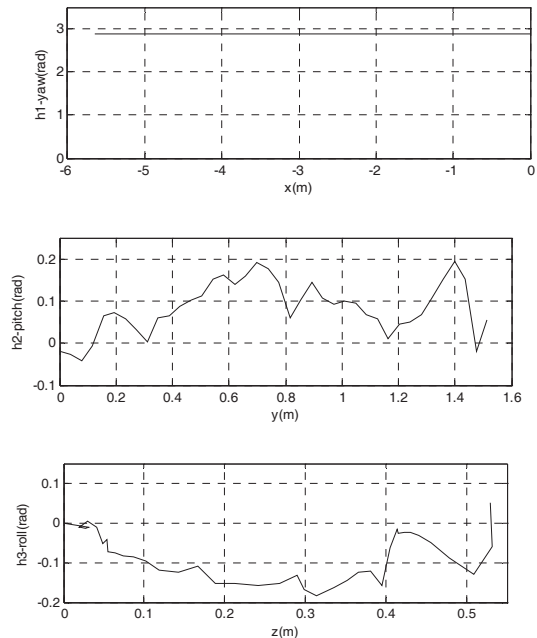 3
2
1
0
h1-yaw(rad)
-6 -5 -4 -3 -2 -1 0
x(m)
0.2
0.1
0
-0.1
h2-pitch(rad)
0 0.2 0.4 0.6 0.8 1 1.2 1.4 1.6
y(m)
0.1
0
-0.1
-0.2
h3-roll(rad)
0 0.1 0.2 0.3 0.4 0.5
z(m)